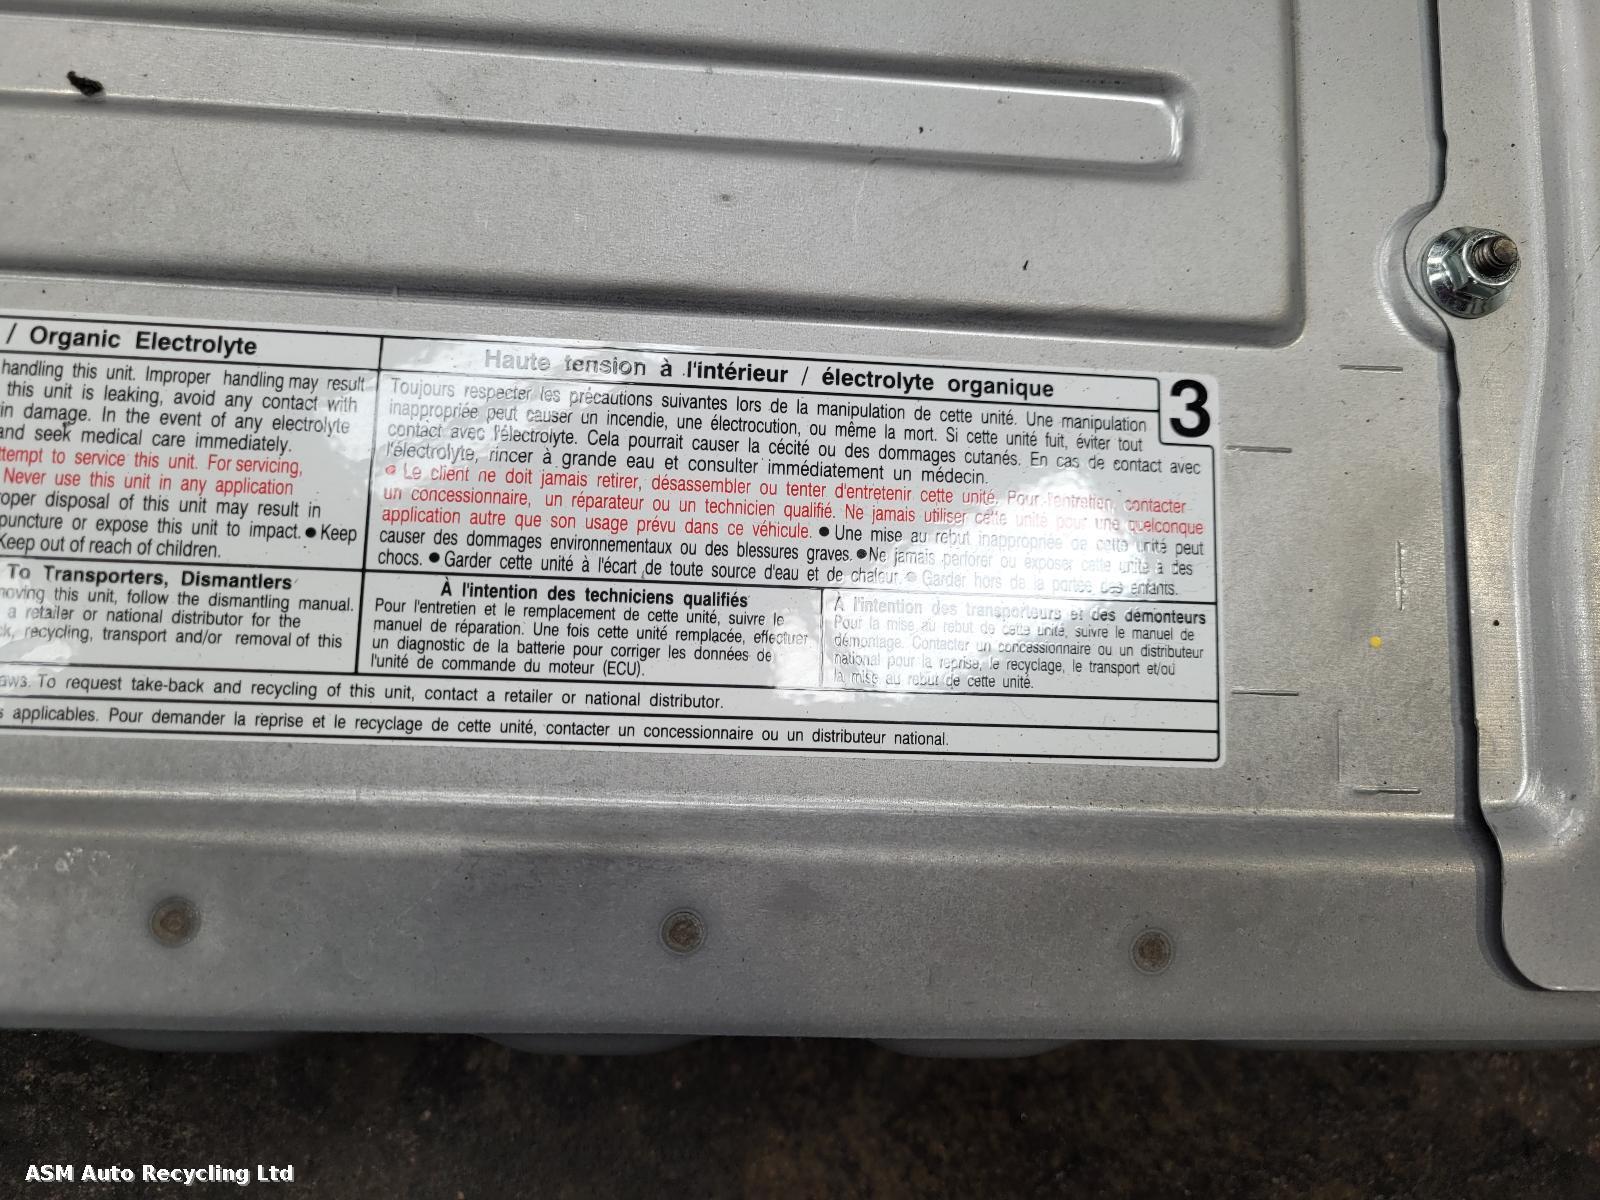 / Organic Electrolyte
handling this unit. Improper handling may result
this unit is leaking, avoid any contact with
in damage. In the event of any electrolyte
and seek medical care immediately.
ttempt to service this unit. For servicing,
Never use this unit in any application
oper disposal of this unit may result in
puncture or expose this unit to impact. ● Keep
Keep out of reach of children.
To Transporters, Dismantlers
moving this unit, follow the dismantling manual.
a retailer or national distributor for the
k, recycling, transport and/or removal of this
Haute tension à l'intérieur / électrolyte organique
3
Toujours respecter les précautions suivantes lors de la manipulation de cette unité. Une manipulation
inappropriée peut causer un incendie, une électrocution, ou même la mort. Si cette unité fuit, éviter tout
contact avec l'électrolyte. Cela pourrait causer la cécité ou des dommages cutanés. En cas de contact avec
l'électrolyte, rincer à grande eau et consulter immédiatement un médecin.
● Le client ne doit jamais retirer, désassembler ou tenter d'entretenir cette unité. Pour l'entretien, contacter
un concessionnaire, un réparateur ou un technicien qualifié. Ne jamais utiliser cette unité pour une quelconque
application autre que son usage prévu dans ce véhicule. ● Une mise au rebut inappropriée de cette unité peut
causer des dommages environnementaux ou des blessures graves. ● Ne jamais perforer ou exposer cette unité à des
chocs. ● Garder cette unité à l'écart de toute source d'eau et de chaleur. ● Garder hors de la portée des enfants.
À l'intention des techniciens qualifiés
Pour l'entretien et le remplacement de cette unité, suivre le
manuel de réparation. Une fois cette unité remplacée, effectuer
un diagnostic de la batterie pour corriger les données de
l'unité de commande du moteur (ECU).
À l'intention des transporteurs et des démonteurs
Pour la mise au rebut de cette unité, suivre le manuel de
démontage. Contacter un concessionnaire ou un distributeur
national pour la reprise, le recyclage, le transport et/ou
la mise au rebut de cette unité.
aws. To request take-back and recycling of this unit, contact a retailer or national distributor.
s applicables. Pour demander la reprise et le recyclage de cette unité, contacter un concessionnaire ou un distributeur national.
ASM Auto Recycling Ltd